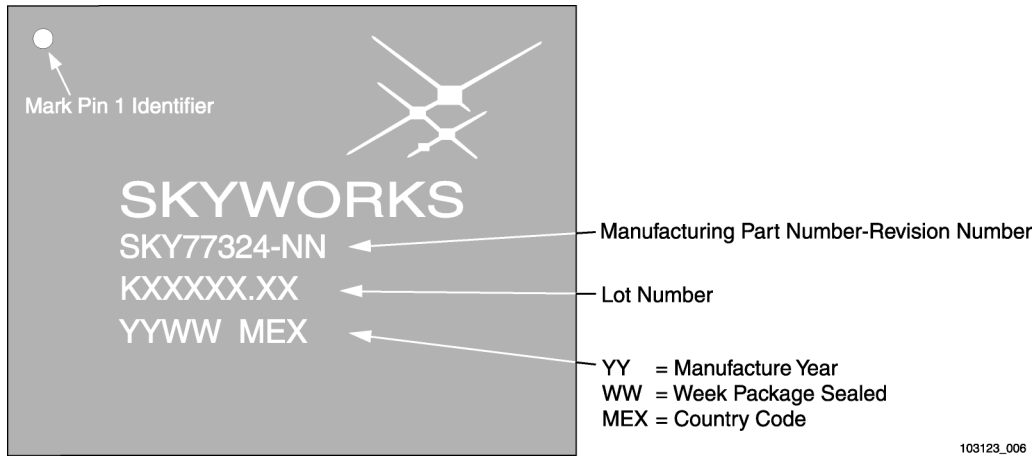 Mark Pin 1 Identifier
SKYWORKS
SKY77324-NN
Manufacturing Part Number-Revision Number
KXXXXX.XX
Lot Number
YYWW MEX
YY = Manufacture Year
WW = Week Package Sealed
MEX = Country Code
103123_006